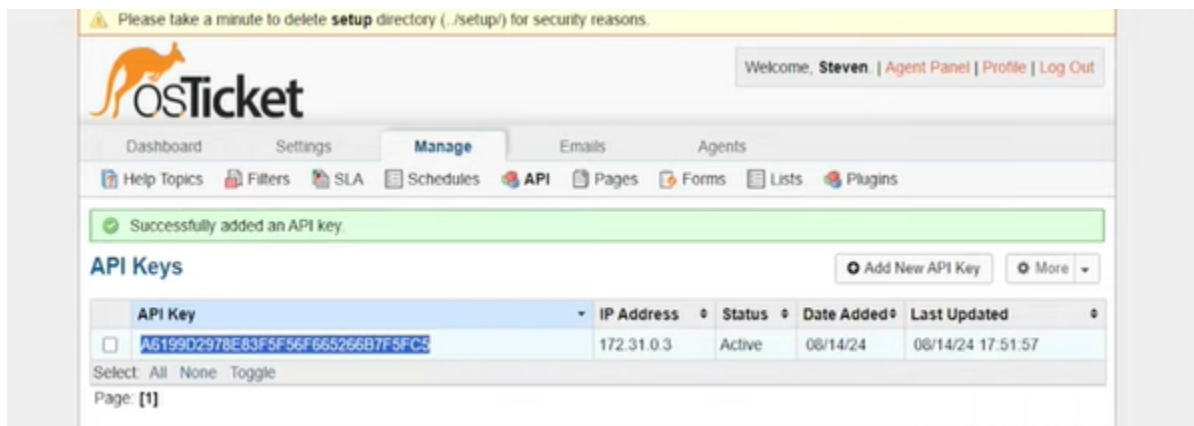 Please take a minute to delete setup directory (../setup/) for security reasons.
osTicket
Welcome, Steven. | Agent Panel | Profile | Log Out
Dashboard Settings Manage Emails Agents
Help Topics Filters SLA Schedules API Pages Forms Lists Plugins
Successfully added an API key.
API Keys
Add New API Key More
API Key IP Address Status Date Added Last Updated
A6199D2978E83F5F56F665266B7F5FC5 172.31.0.3 Active 08/14/24 08/14/24 17:51:57
Select: All None Toggle
Page: [1]